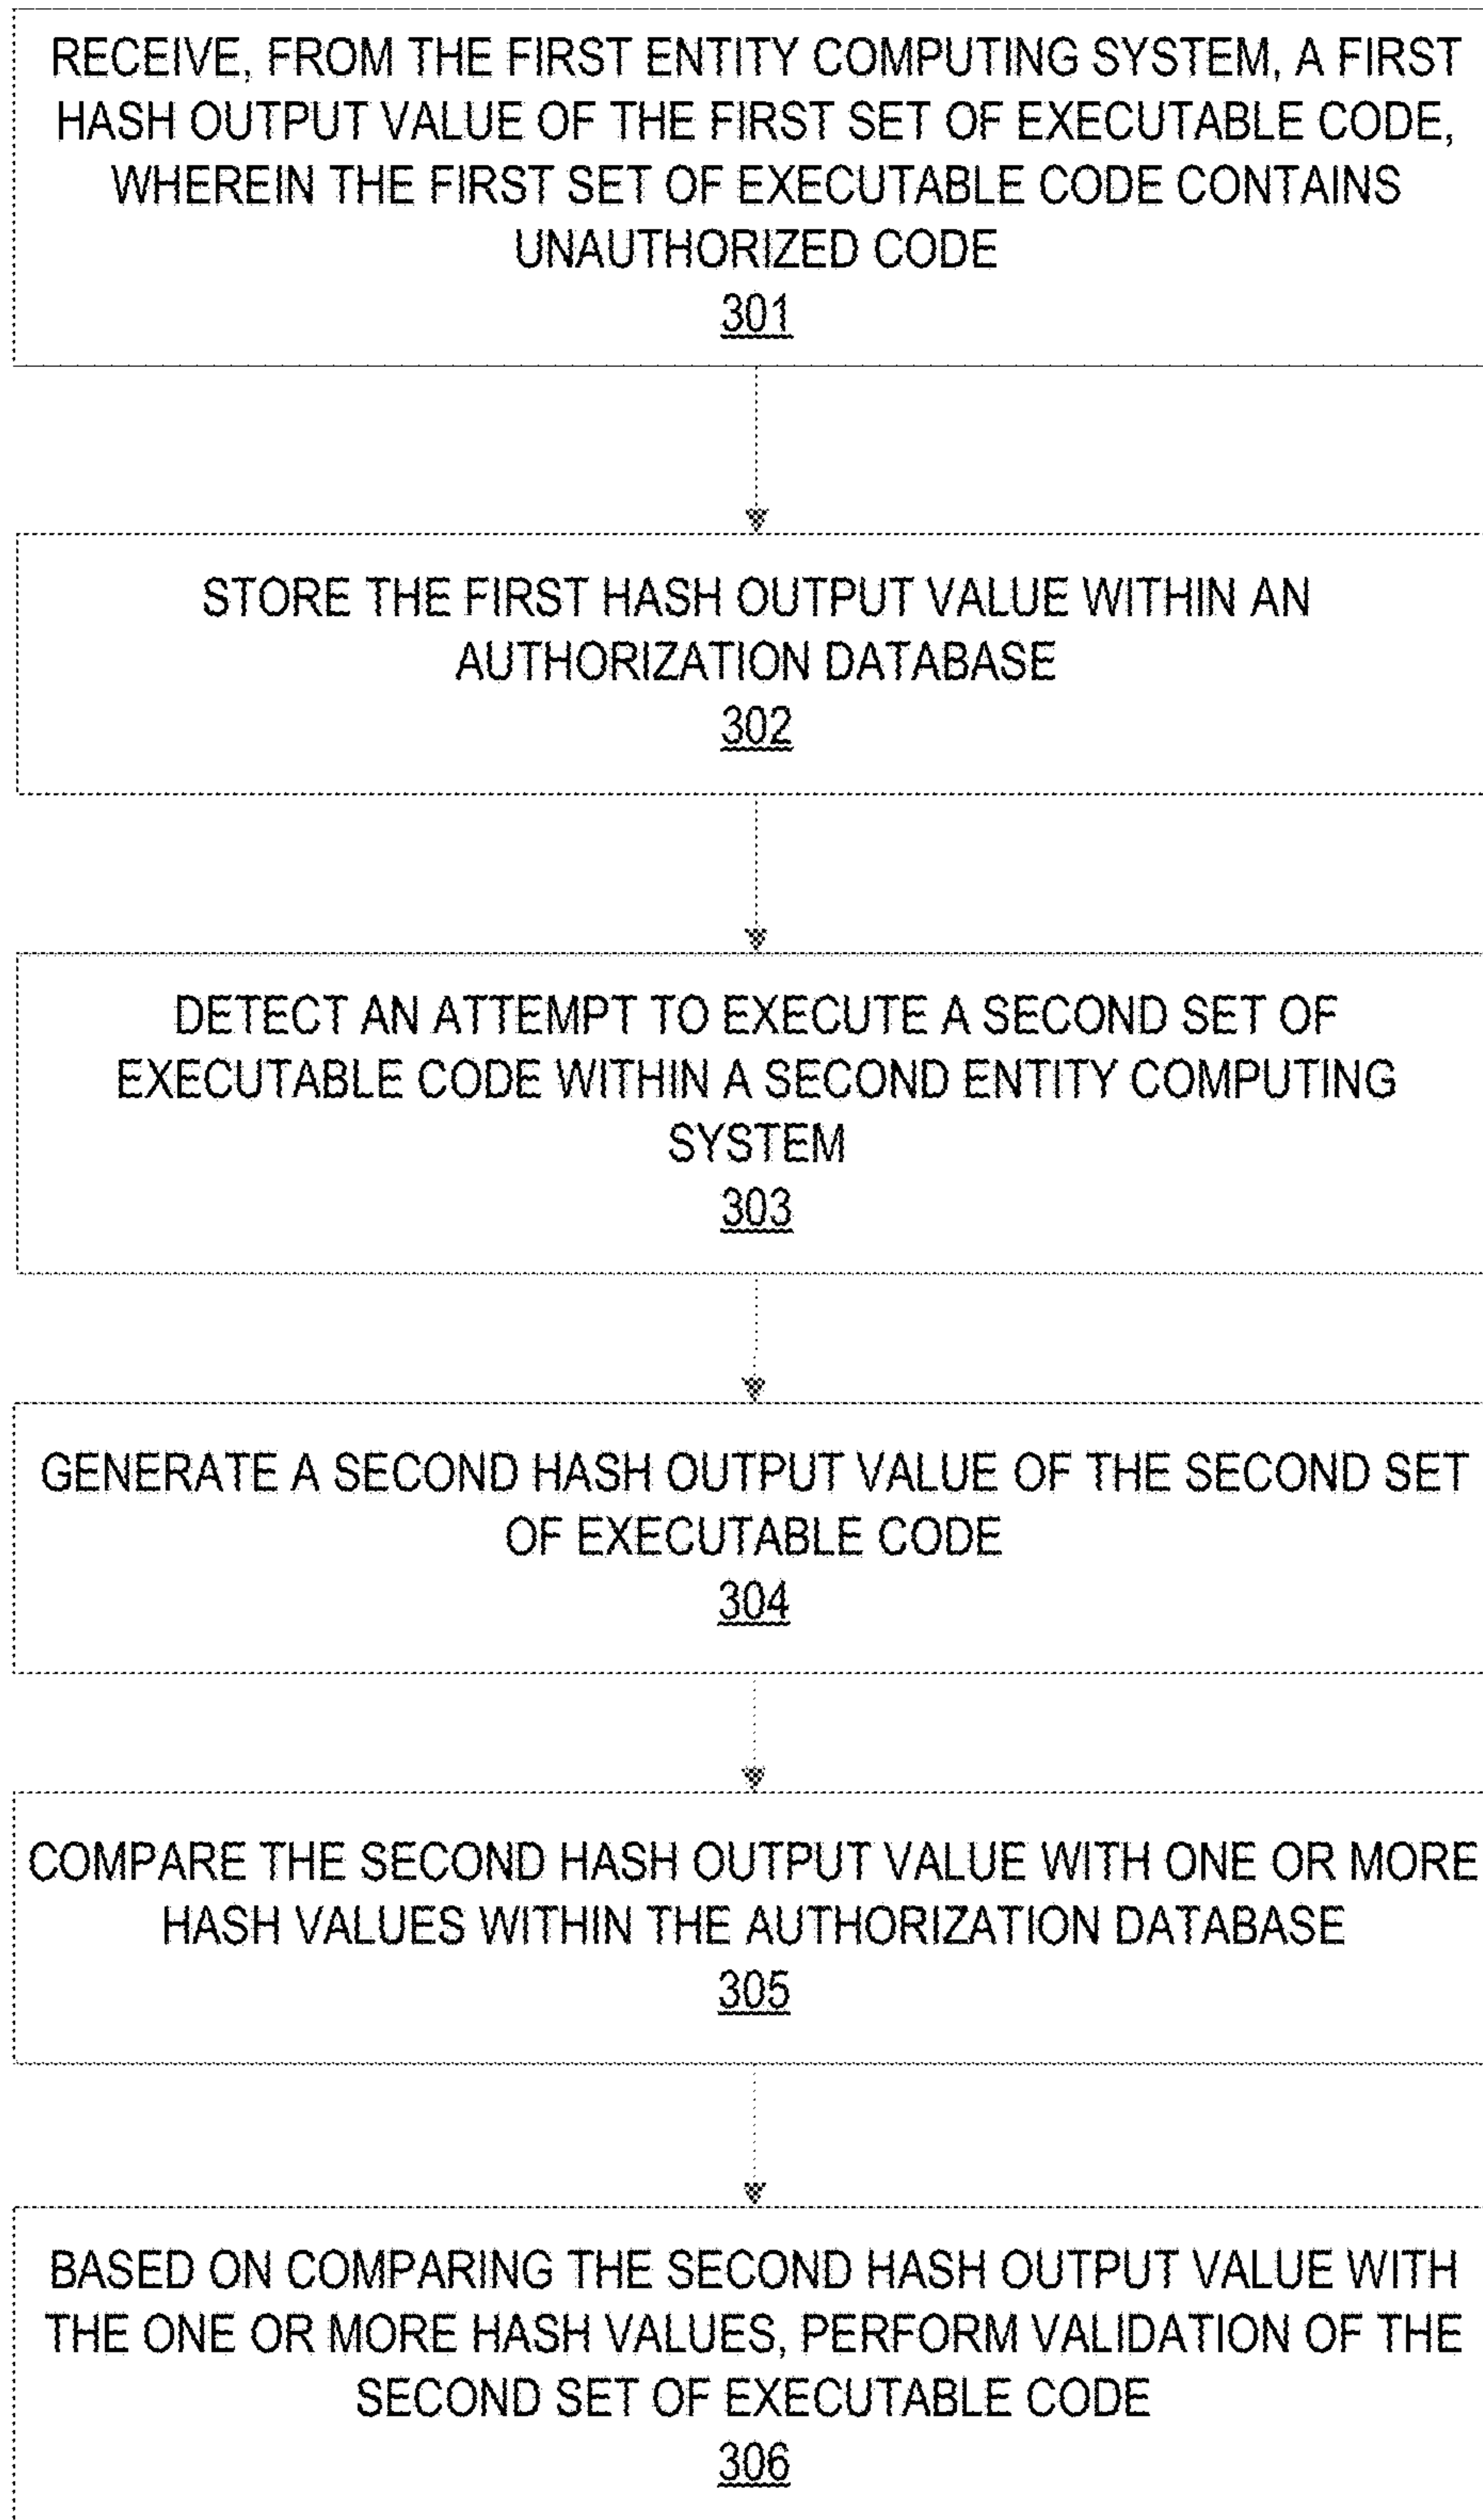 RECEIVE, FROM THE FIRST ENTITY COMPUTING SYSTEM, A FIRST
HASH OUTPUT VALUE OF THE FIRST SET OF EXECUTABLE CODE,
WHEREIN THE FIRST SET OF EXECUTABLE CODE CONTAINS
UNAUTHORIZED CODE
301
STORE THE FIRST HASH OUTPUT VALUE WITHIN AN
AUTHORIZATION DATABASE
302
DETECT AN ATTEMPT TO EXECUTE A SECOND SET OF
EXECUTABLE CODE WITHIN A SECOND ENTITY COMPUTING
SYSTEM
303
GENERATE A SECOND HASH OUTPUT VALUE OF THE SECOND SET
OF EXECUTABLE CODE
304
COMPARE THE SECOND HASH OUTPUT VALUE WITH ONE OR MORE
HASH VALUES WITHIN THE AUTHORIZATION DATABASE
305
BASED ON COMPARING THE SECOND HASH OUTPUT VALUE WITH
THE ONE OR MORE HASH VALUES, PERFORM VALIDATION OF THE
SECOND SET OF EXECUTABLE CODE
306